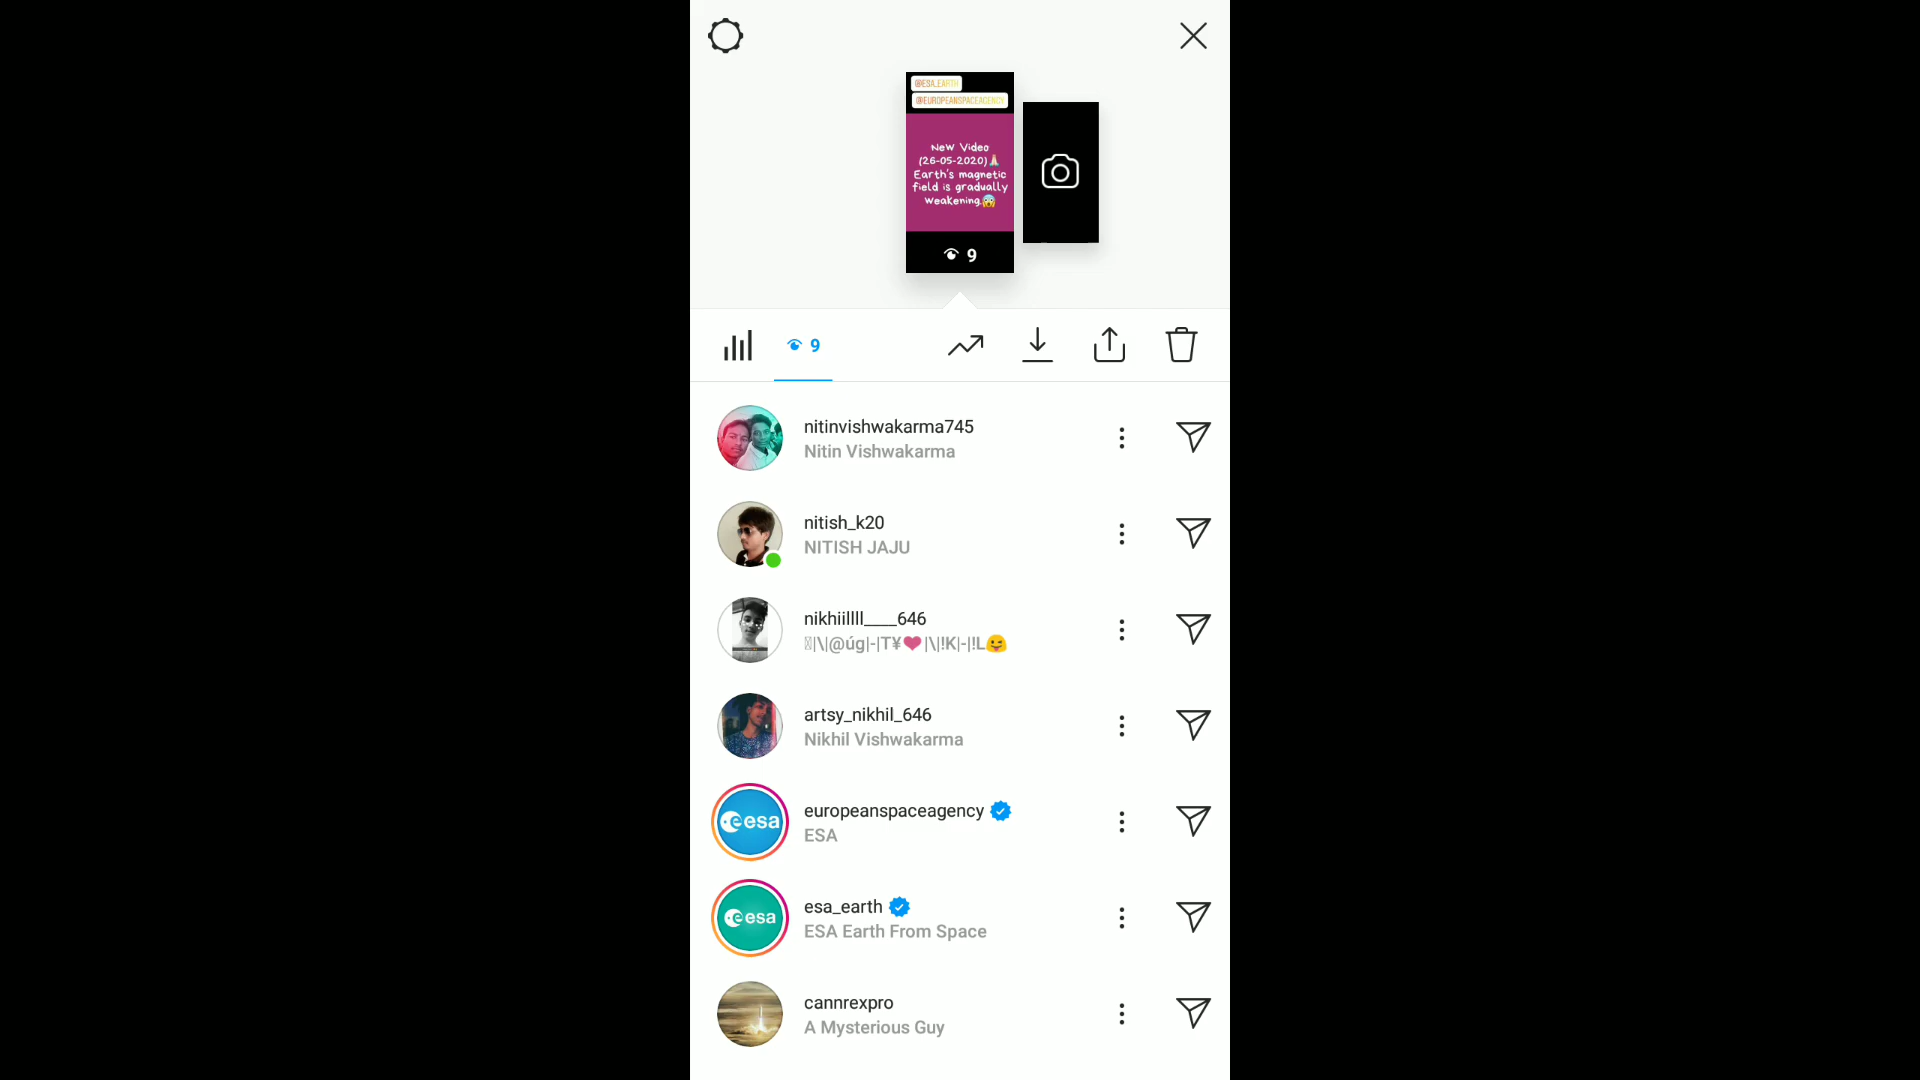 @ESA_EARTH
@EUROPEANSPACEAGENCY
New Video
(26-05-2020)🙏🏻
Earth's magnetic
field is gradually
weakening.😱
9
9
nitinvishwakarma745
Nitin Vishwakarma
nitish_k20
NITISH JAJU
nikhiillll____646
|\|@úg|-|T¥❤|\|!K|-|!L😜
artsy_nikhil_646
Nikhil Vishwakarma
esa
europeanspaceagency
ESA
esa
esa_earth
ESA Earth From Space
cannrexpro
A Mysterious Guy